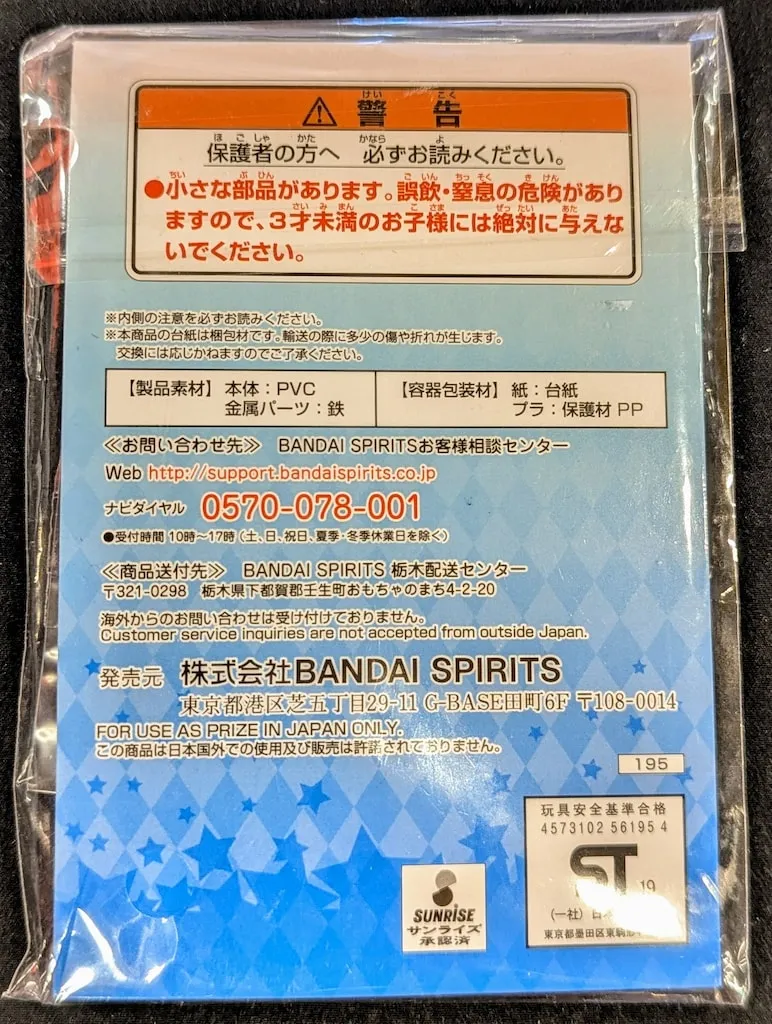 警告
保護者の方へ 必ずお読みください。
●小さな部品があります。誤飲・窒息の危険があり
ますので、3才未満のお子様には絶対に与えな
いでください。
※内側の注意を必ずお読みください。
※本商品の台紙は梱包材です。輸送の際に多少の傷や折れが生じます。
交換には応じかねますのでご了承ください。
【製品素材】本体:PVC
金属パーツ:鉄
【容器包装材】紙:台紙
プラ:保護材 PP
≪お問い合わせ先≫ BANDAI SPIRITSお客様相談センター
Web http://support.bandaispirits.co.jp
ナビダイヤル 0570-078-001
●受付時間 10時〜17時(土、日、祝日、夏季・冬季休業日を除く)
≪商品送付先≫ BANDAI SPIRITS 栃木配送センター
〒321-0298 栃木県下都賀郡壬生町おもちゃのまち4-2-20
海外からのお問い合わせは受け付けておりません。
Customer service inquiries are not accepted from outside Japan.
発売元 株式会社BANDAI SPIRITS
東京都港区芝五丁目29-11 G-BASE田町6F 〒108-0014
FOR USE AS PRIZE IN JAPAN ONLY.
この商品は日本国外での使用及び販売は許諾されておりません。
195
玩具安全基準合格
4573102 56195 4
ST 19
(一社)日
東京都墨田区東駒形
SUNRISE
サンライズ
承認済